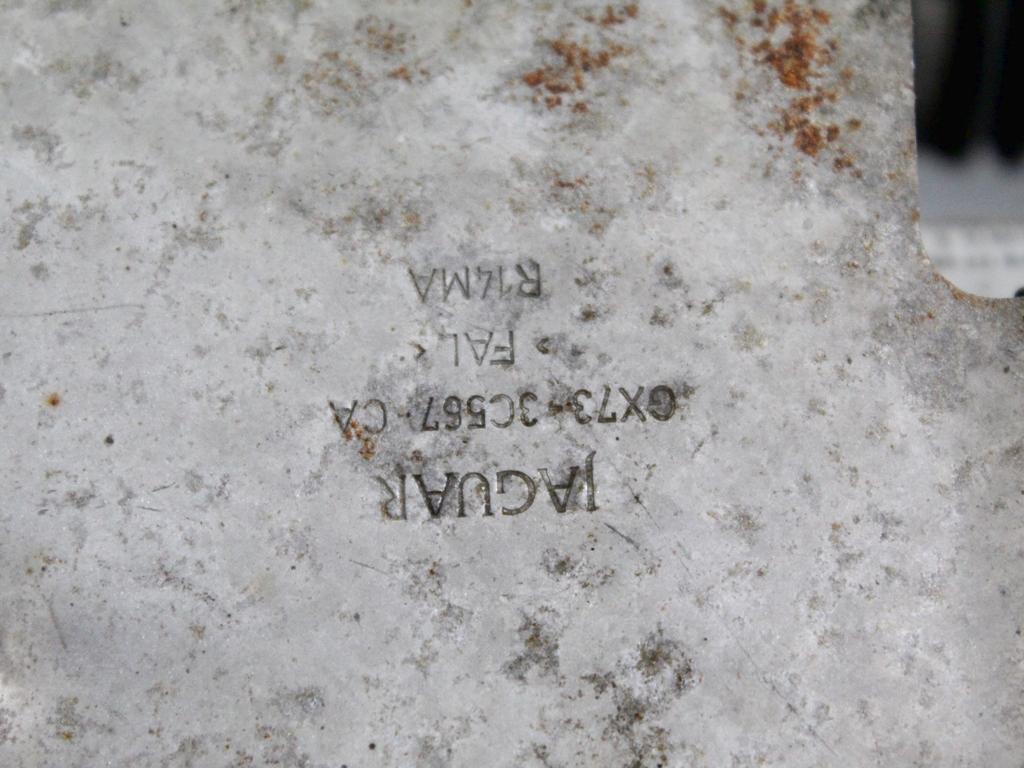 JAGUAR
GX73-3C567-CA
> FAL <
R14MA